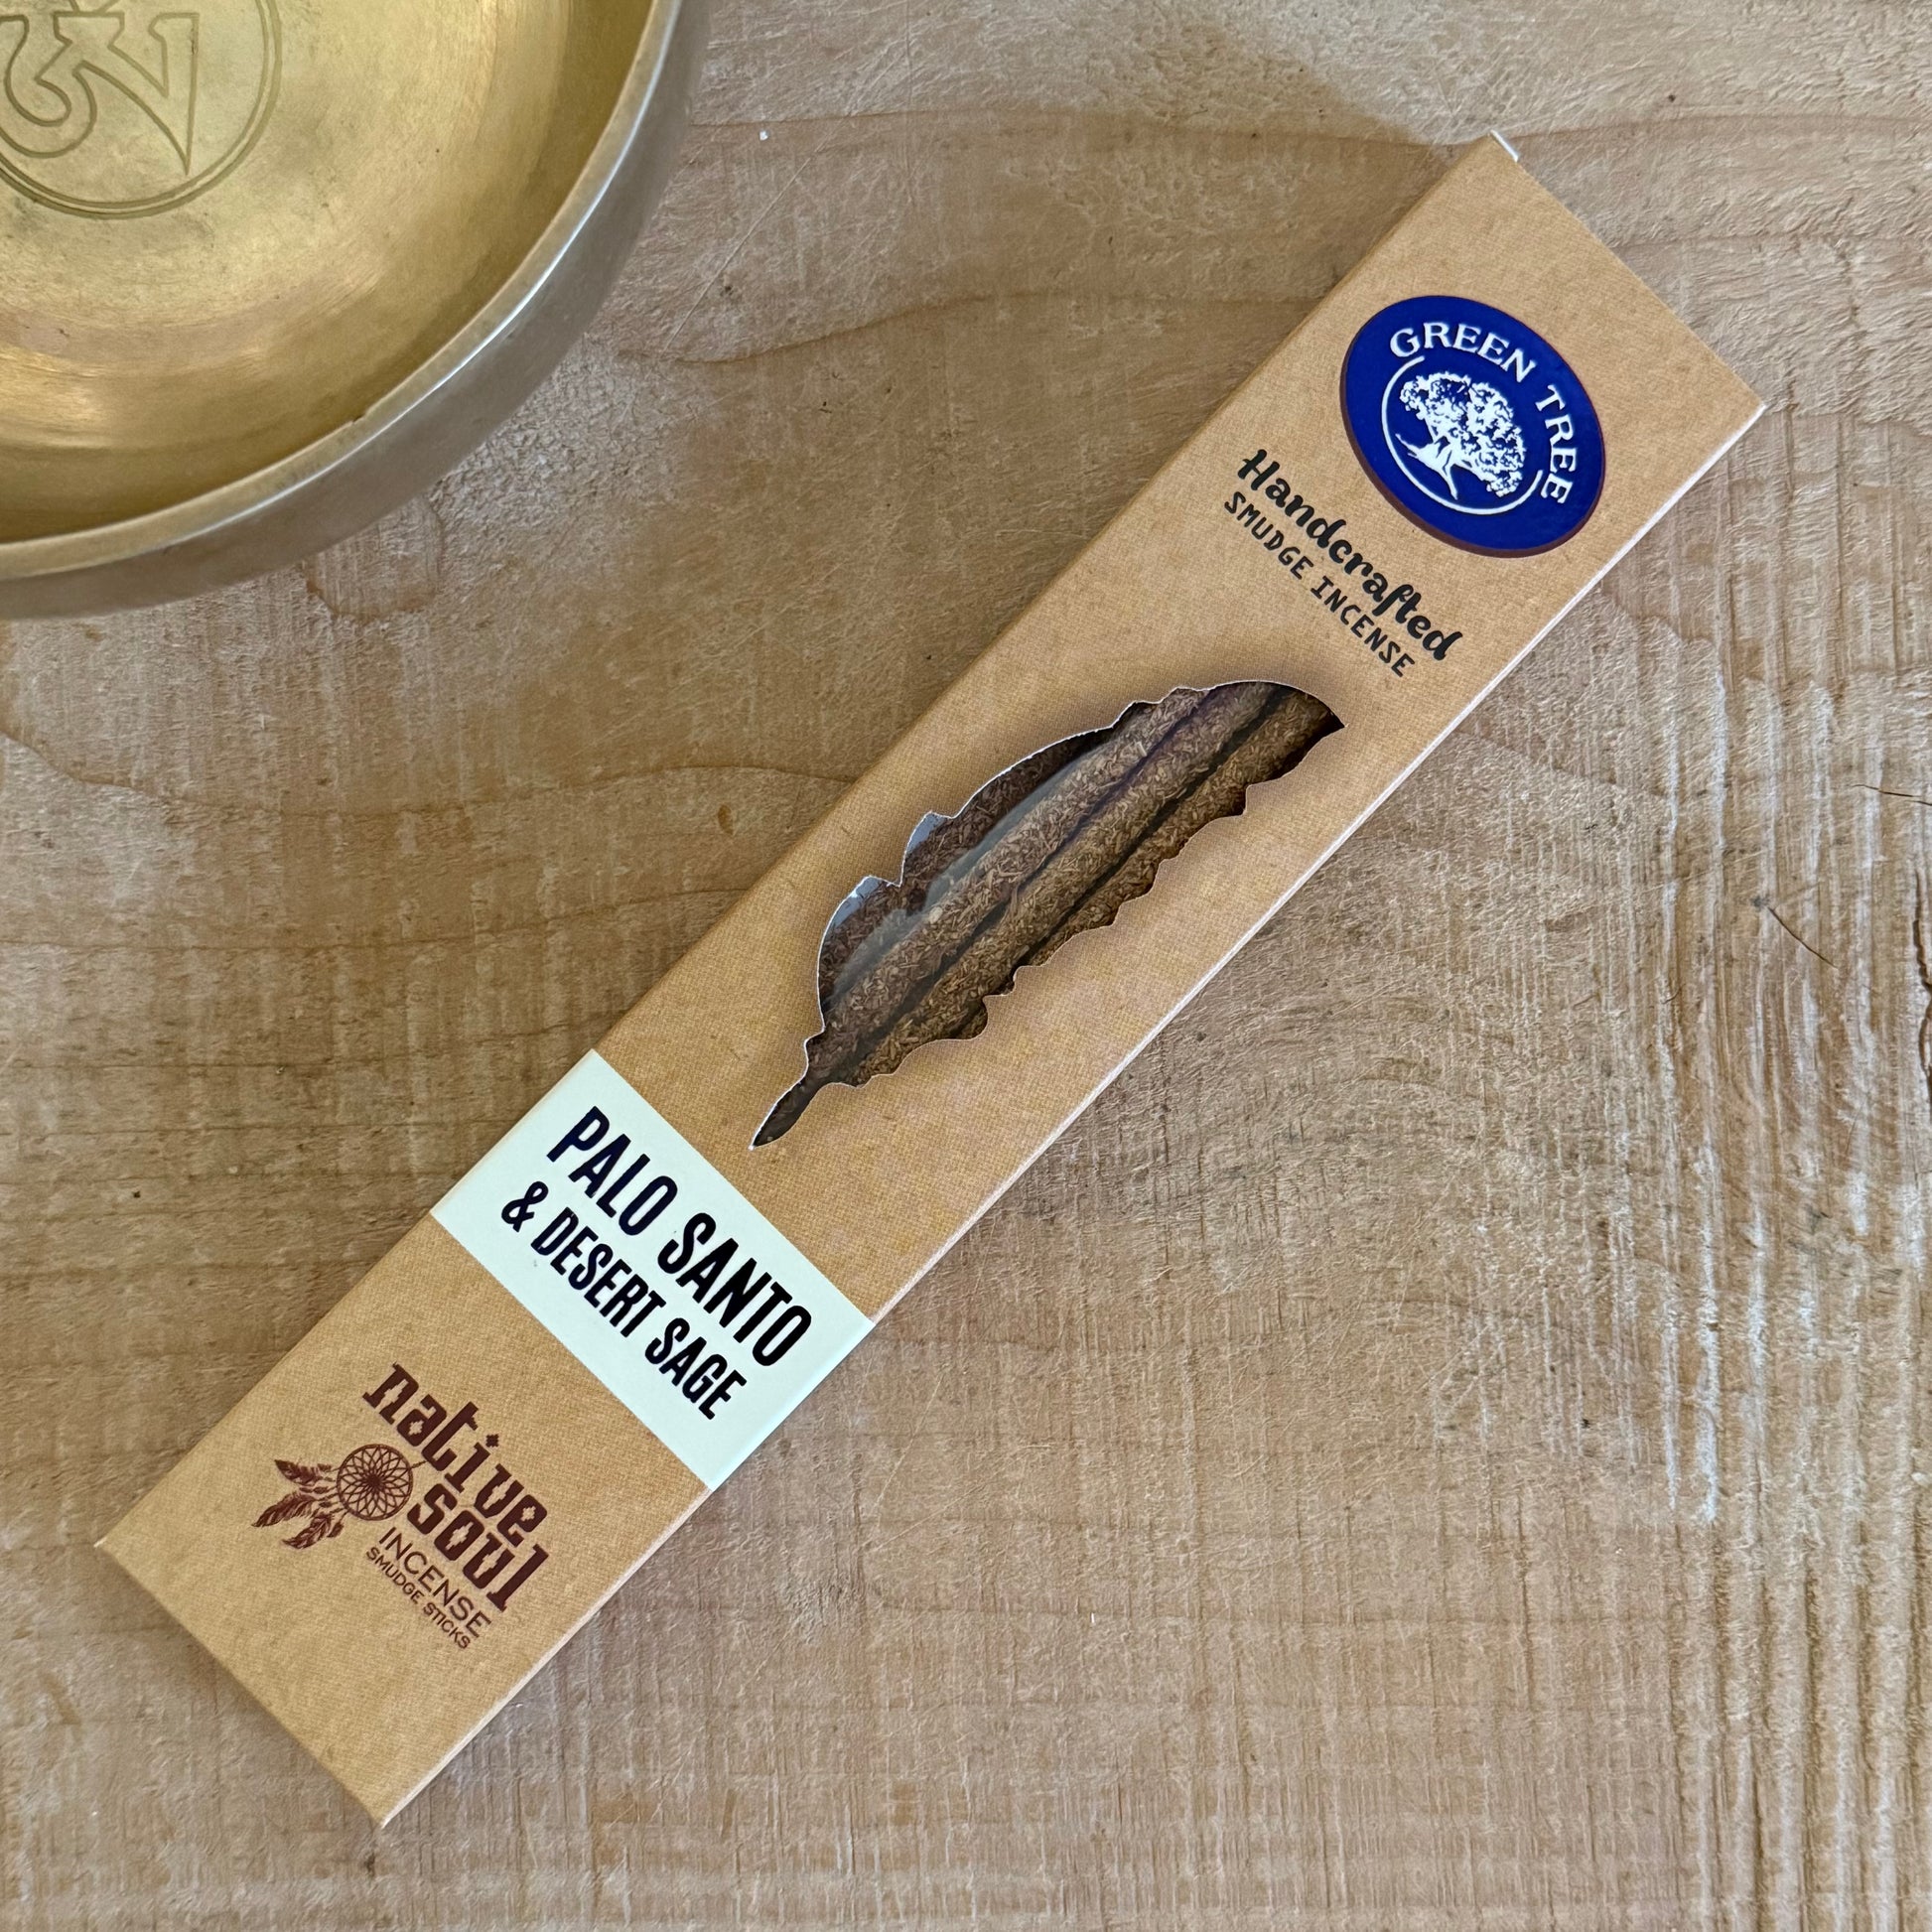 GREEN TREE
Handcrafted
SMUDGE INCENSE
PALO SANTO
& DESERT SAGE
native
soul
INCENSE
SMUDGE STICKS